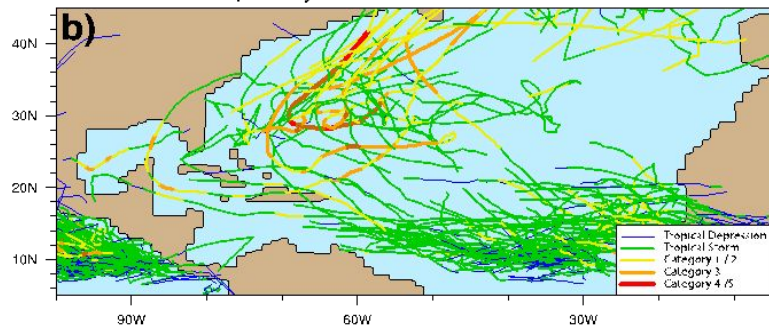 b)
40N
30N
20N
10N
90W
60W
30W
Tropical Depression
Tropical Storm
Category 1 / 2
Category 3
Category 4 /5